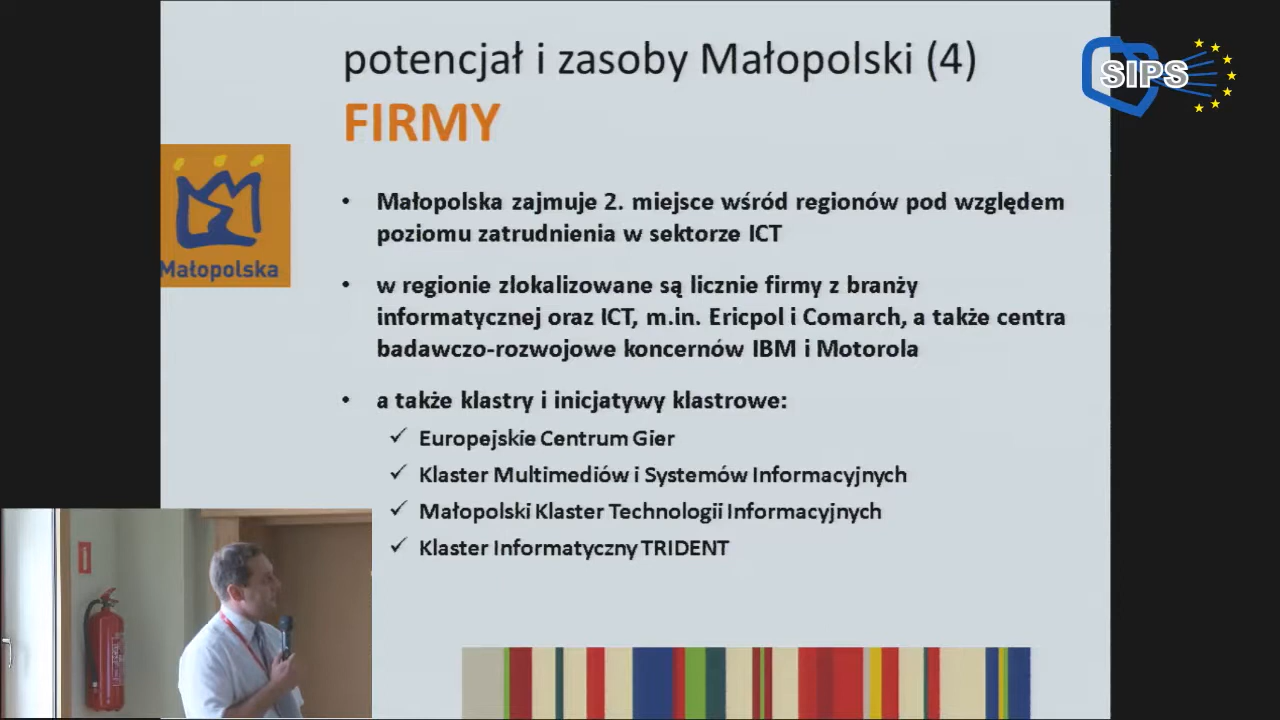 potencjał i zasoby Małopolski (4)
FIRMY
SIPS
Małopolska
• Małopolska zajmuje 2. miejsce wśród regionów pod względem
poziomu zatrudnienia w sektorze ICT
• w regionie zlokalizowane są licznie firmy z branży
informatycznej oraz ICT, m.in. Ericpol i Comarch, a także centra
badawczo-rozwojowe koncernów IBM i Motorola
• a także klastry i inicjatywy klastrowe:
✓ Europejskie Centrum Gier
✓ Klaster Multimediów i Systemów Informacyjnych
✓ Małopolski Klaster Technologii Informacyjnych
✓ Klaster Informatyczny TRIDENT